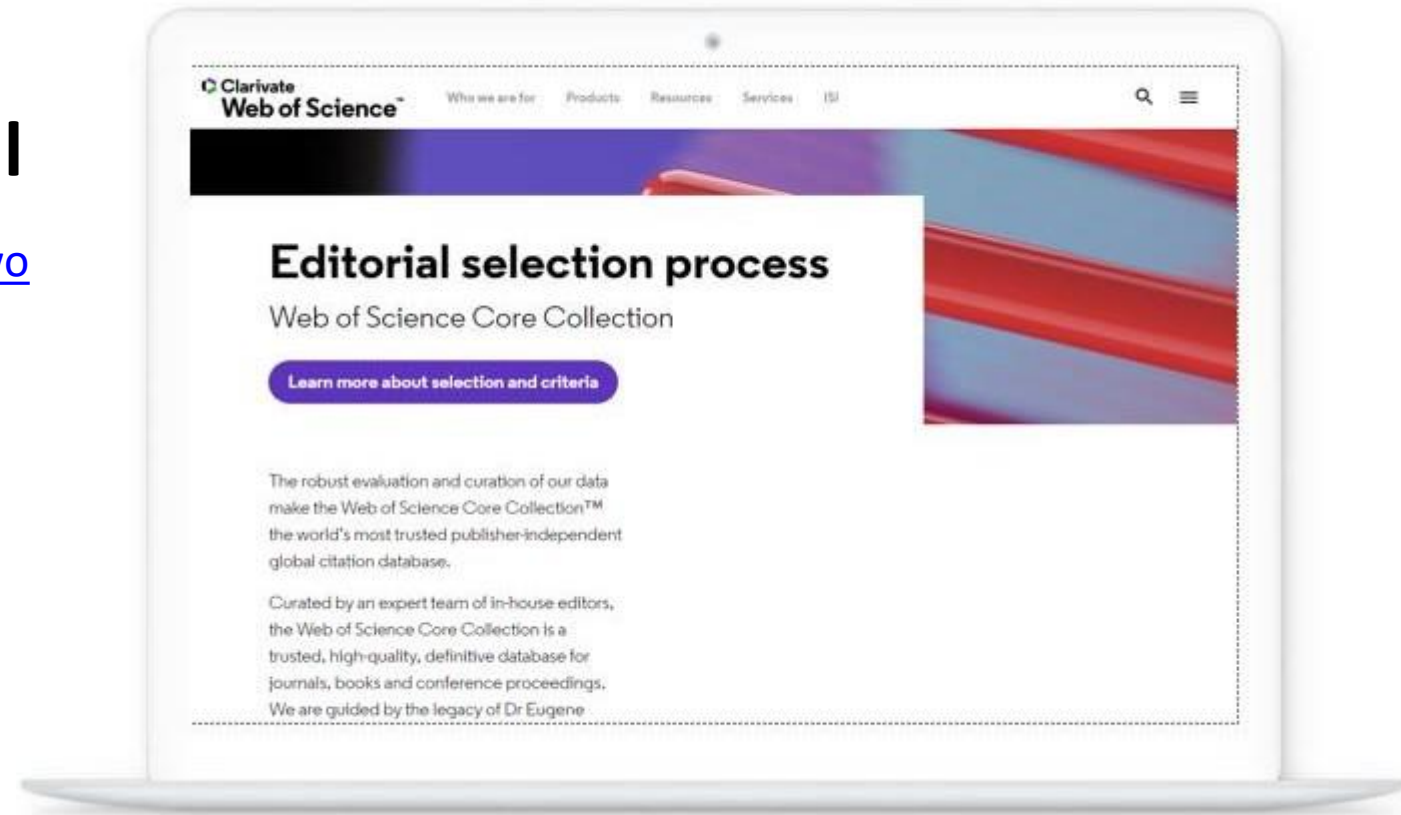 l
vo
Clarivate
Web of Science™
Who we are for Products Resources Services ISI
Editorial selection process
Web of Science Core Collection
Learn more about selection and criteria
The robust evaluation and curation of our data
make the Web of Science Core Collection™
the world's most trusted publisher-independent
global citation database.
Curated by an expert team of in-house editors,
the Web of Science Core Collection is a
trusted, high-quality, definitive database for
journals, books and conference proceedings.
We are guided by the legacy of Dr Eugene